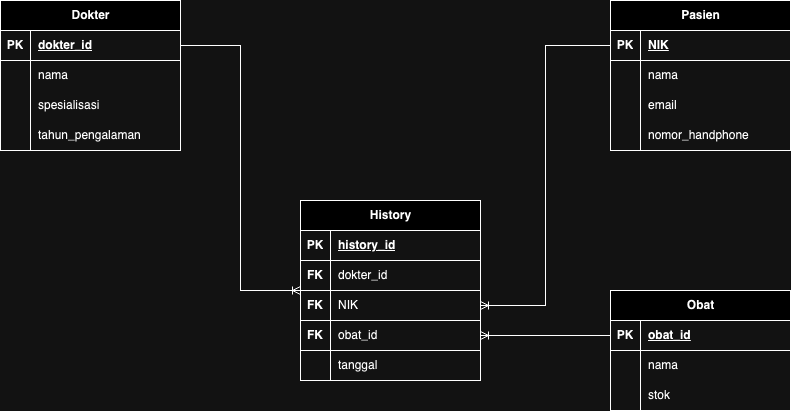 Dokter
PK dokter_id
nama
spesialisasi
tahun_pengalaman
Pasien
PK NIK
nama
email
nomor_handphone
History
PK history_id
FK dokter_id
FK NIK
FK obat_id
tanggal
Obat
PK obat_id
nama
stok